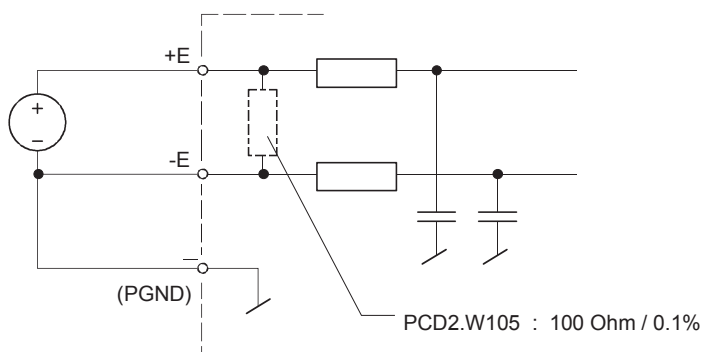 +E
+
−
-E
−
(PGND)
PCD2.W105 : 100 Ohm / 0.1%